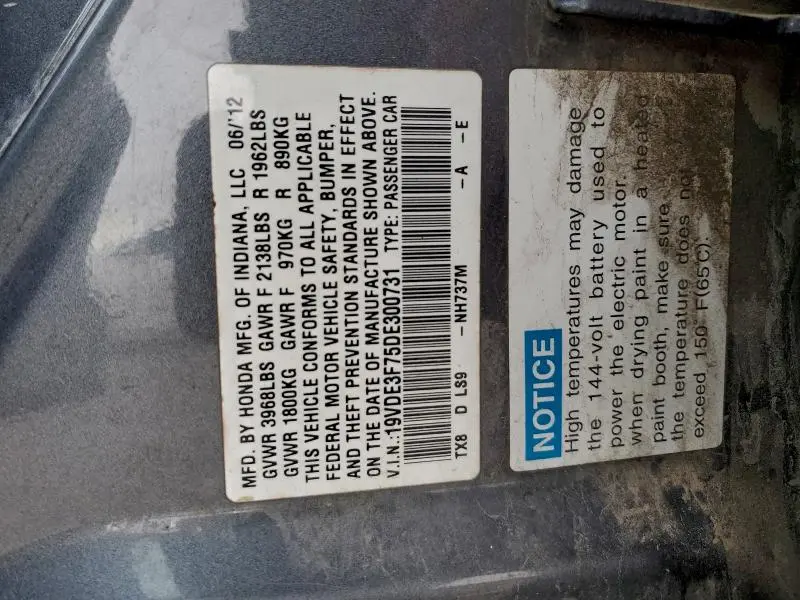 MFD. BY HONDA MFG. OF INDIANA, LLC 06/'12
GVWR 3968LBS GAWR F 2138LBS R 1962LBS
GVWR 1800KG GAWR F 970KG R 890KG
THIS VEHICLE CONFORMS TO ALL APPLICABLE
FEDERAL MOTOR VEHICLE SAFETY, BUMPER,
AND THEFT PREVENTION STANDARDS IN EFFECT
ON THE DATE OF MANUFACTURE SHOWN ABOVE.
V.I.N.:19VDE3F75DE300731 TYPE: PASSENGER CAR
TX8 D LS9 -NH737M -A -E
NOTICE
High temperatures may damage
the 144-volt battery used to
power the electric motor.
when drying paint in a heated
paint booth, make sure
the temperature does not
exceed 150° F(65°C).